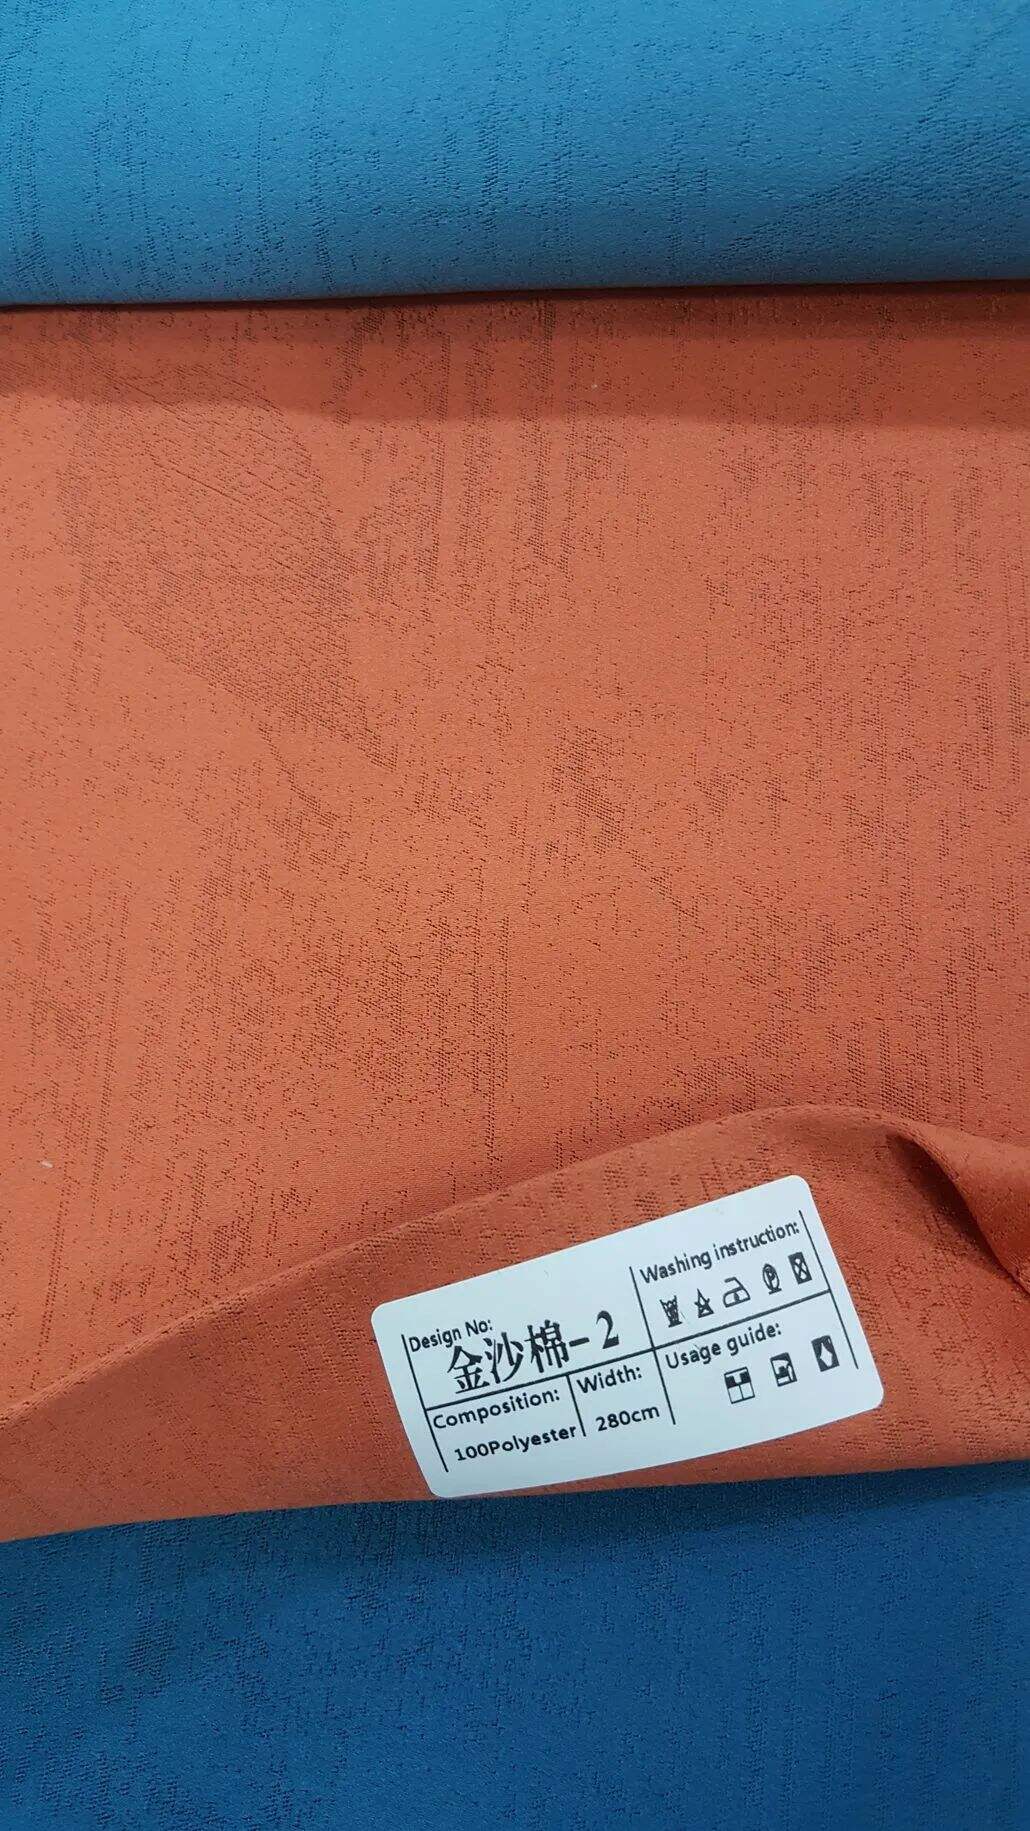 Design No:
金沙棉-2
Composition:
100Polyester
Width:
280cm
Washing instruction:
Usage guide: